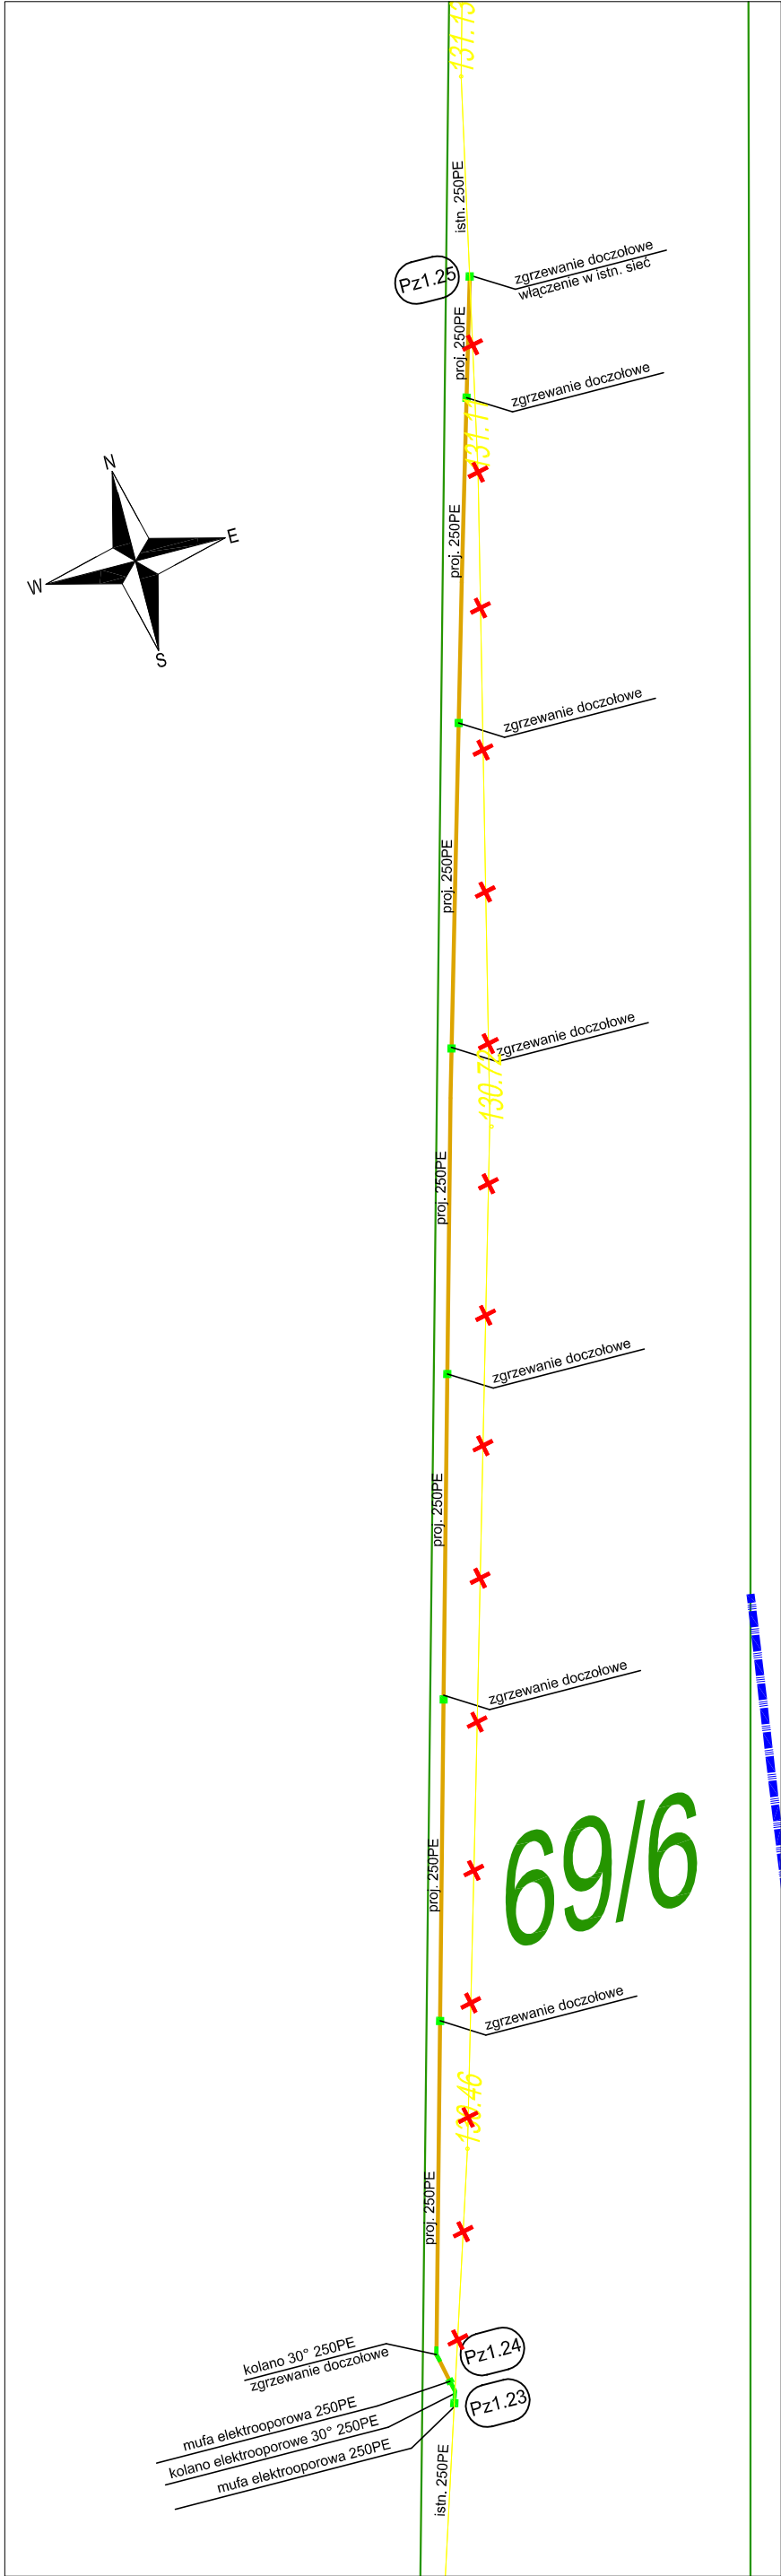 131.13
istn. 250PE
Pz1.25
zgrzewanie doczołowe
włączenie w istn. sieć
proj. 250PE
zgrzewanie doczołowe
N
E
W
S
proj. 250PE
zgrzewanie doczołowe
proj. 250PE
zgrzewanie doczołowe
130.72
proj. 250PE
zgrzewanie doczołowe
proj. 250PE
zgrzewanie doczołowe
69/6
proj. 250PE
zgrzewanie doczołowe
proj. 250PE
kolano 30° 250PE
zgrzewanie doczołowe
Pz1.24
mufa elektrooporowa 250PE
Pz1.23
kolano elektrooporowe 30° 250PE
mufa elektrooporowa 250PE
istn. 250PE